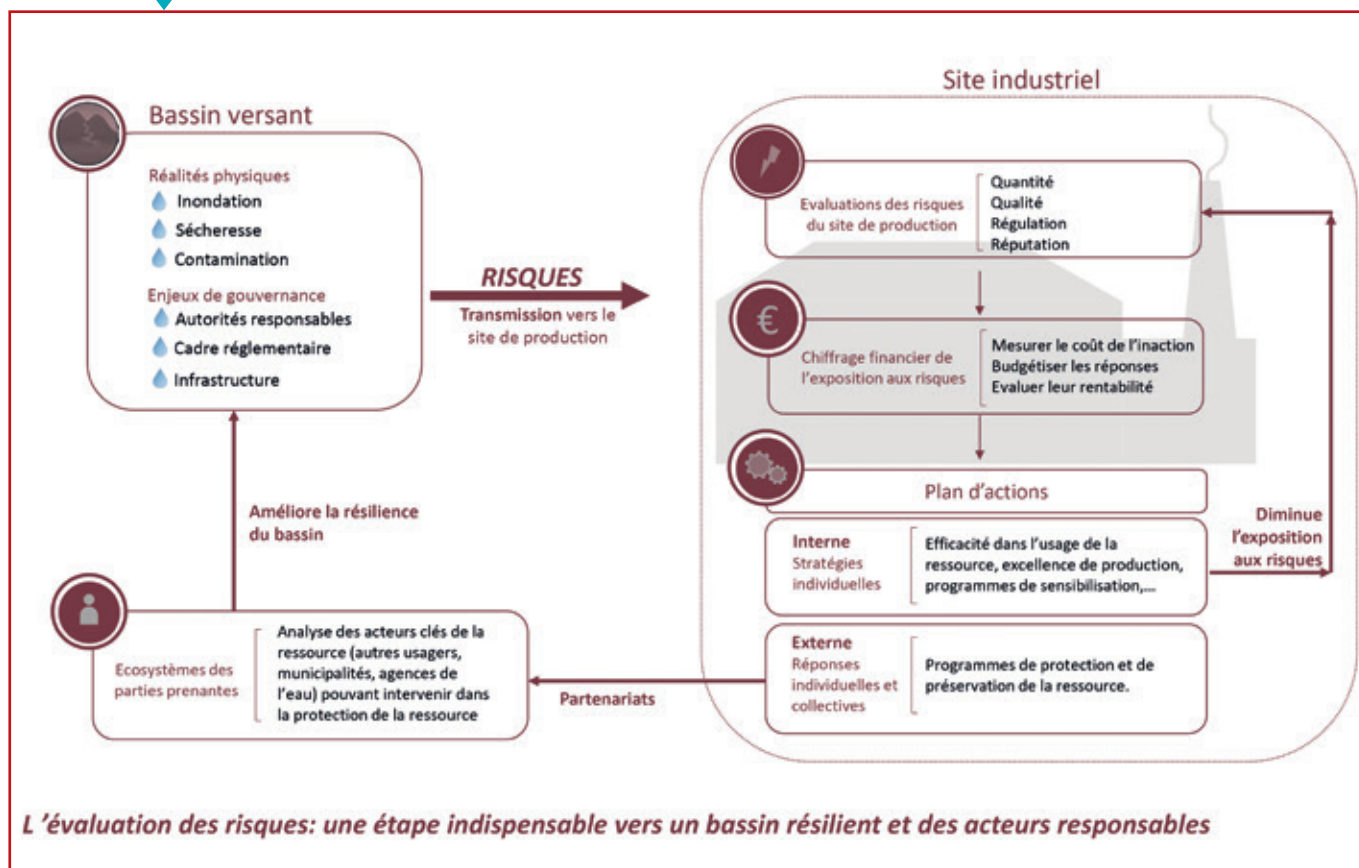 Bassin versant
Réalités physiques
Inondation
Sécheresse
Contamination
Enjeux de gouvernance
Autorités responsables
Cadre réglementaire
Infrastructure
RISQUES
Transmission vers le
site de production
Site industriel
Evaluations des risques
du site de production
Quantité
Qualité
Régulation
Réputation
€
Chiffrage financier de
l'exposition aux risques
Mesurer le coût de l'inaction
Budgétiser les réponses
Evaluer leur rentabilité
Plan d'actions
Interne
Stratégies
individuelles
Efficacité dans l'usage de la
ressource, excellence de production,
programmes de sensibilisation,...
Diminue
l'exposition
aux risques
Externe
Réponses
individuelles et
collectives
Programmes de protection et de
préservation de la ressource.
Partenariats
Ecosystèmes des
parties prenantes
Analyse des acteurs clés de la
ressource (autres usagers,
municipalités, agences de
l'eau) pouvant intervenir dans
la protection de la ressource
Améliore la résilience
du bassin
L 'évaluation des risques: une étape indispensable vers un bassin résilient et des acteurs responsables